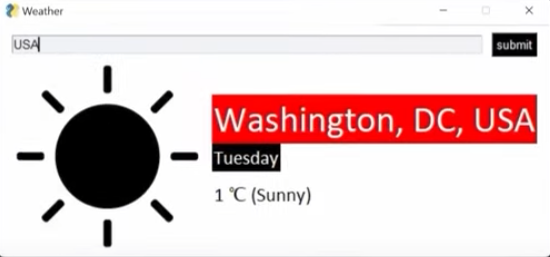 Weather
USA
submit
Washington, DC, USA
Tuesday
1 ℃ (Sunny)